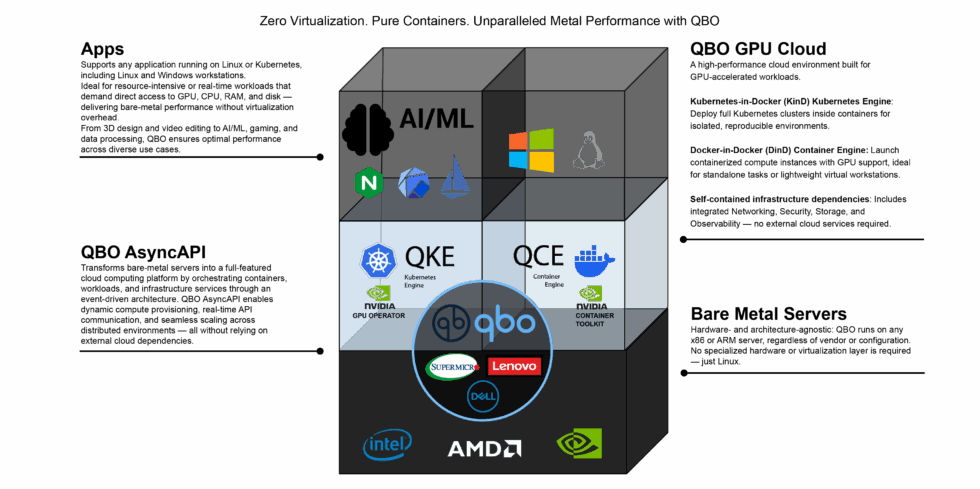 Zero Virtualization. Pure Containers. Unparalleled Metal Performance with QBO
Apps
Supports any application running on Linux or Kubernetes,
including Linux and Windows workstations.
Ideal for resource-intensive or real-time workloads that
demand direct access to GPU, CPU, RAM, and disk —
delivering bare-metal performance without virtualization
overhead.
From 3D design and video editing to AI/ML, gaming, and
data processing, QBO ensures optimal performance
across diverse use cases.
QBO AsyncAPI
Transforms bare-metal servers into a full-featured
cloud computing platform by orchestrating containers,
workloads, and infrastructure services through an
event-driven architecture. QBO AsyncAPI enables
dynamic compute provisioning, real-time API
communication, and seamless scaling across
distributed environments — all without relying on
external cloud dependencies.
AI/ML
N
QKE
Kubernetes
Engine
NVIDIA
GPU OPERATOR
QCE
Container
Engine
NVIDIA
CONTAINER
TOOLKIT
qb qbo
SUPERMICR
Lenovo
DELL
intel
AMD
QBO GPU Cloud
A high-performance cloud environment built for
GPU-accelerated workloads.
Kubernetes-in-Docker (KinD) Kubernetes Engine:
Deploy full Kubernetes clusters inside containers for
isolated, reproducible environments.
Docker-in-Docker (DinD) Container Engine: Launch
containerized compute instances with GPU support, ideal
for standalone tasks or lightweight virtual workstations.
Self-contained infrastructure dependencies: Includes
integrated Networking, Security, Storage, and
Observability — no external cloud services required.
Bare Metal Servers
Hardware- and architecture-agnostic: QBO runs on any
x86 or ARM server, regardless of vendor or configuration.
No specialized hardware or virtualization layer is required
— just Linux.